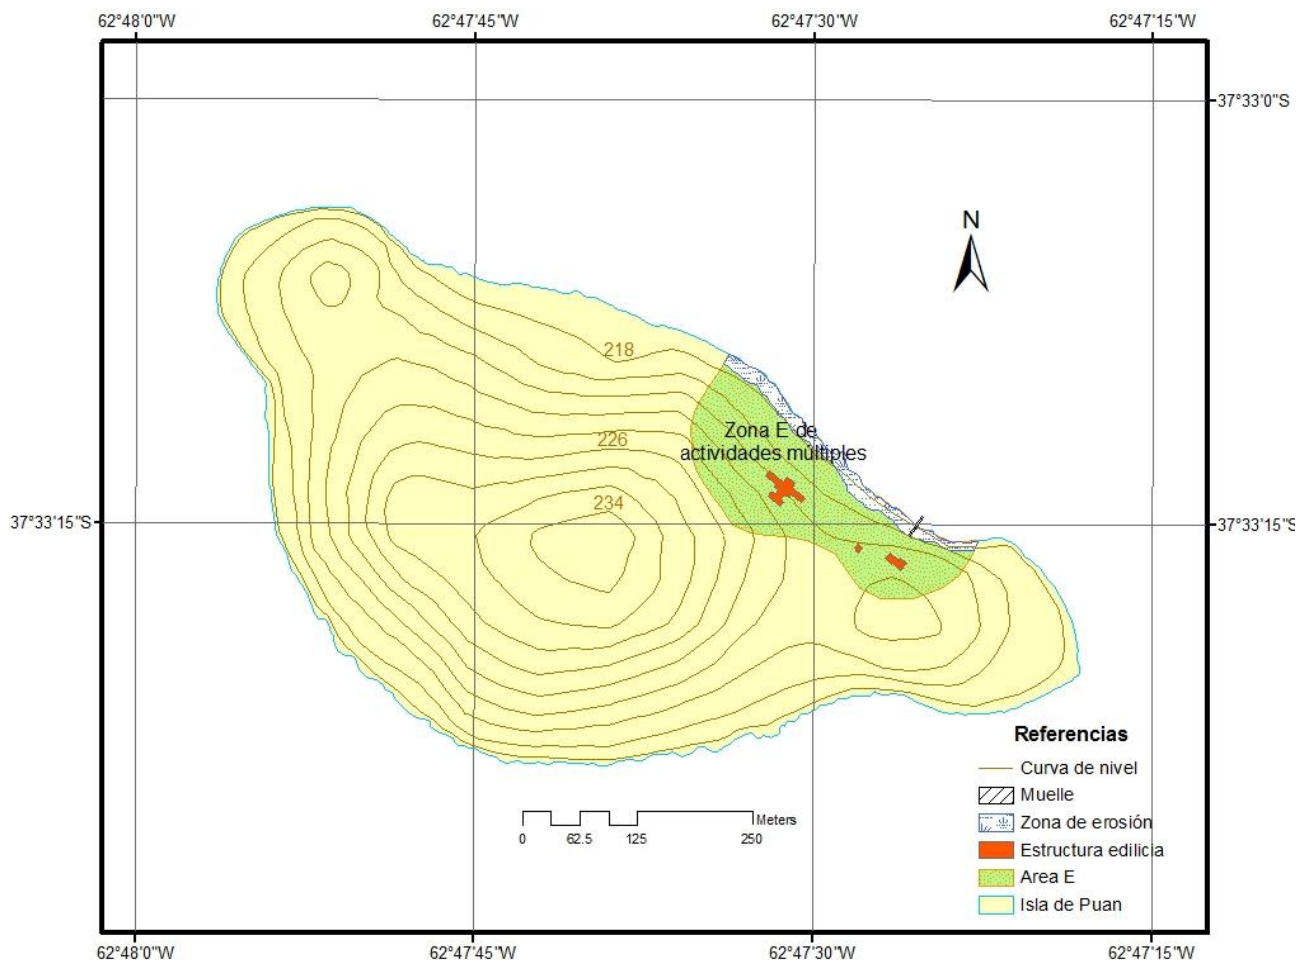 62°48'0"W
62°47'45"W
62°47'30"W
62°47'15"W
37°33'0"S
N
218
Zona E de
226
actividades múltiples
234
37°33'15"S
37°33'15"S
Referencias
Curva de nivel
Muelle
Zona de erosión
Estructura edilicia
Area E
Isla de Puan
Meters
0
62.5
125
250
62°48'0"W
62°47'45"W
62°47'30"W
62°47'15"W